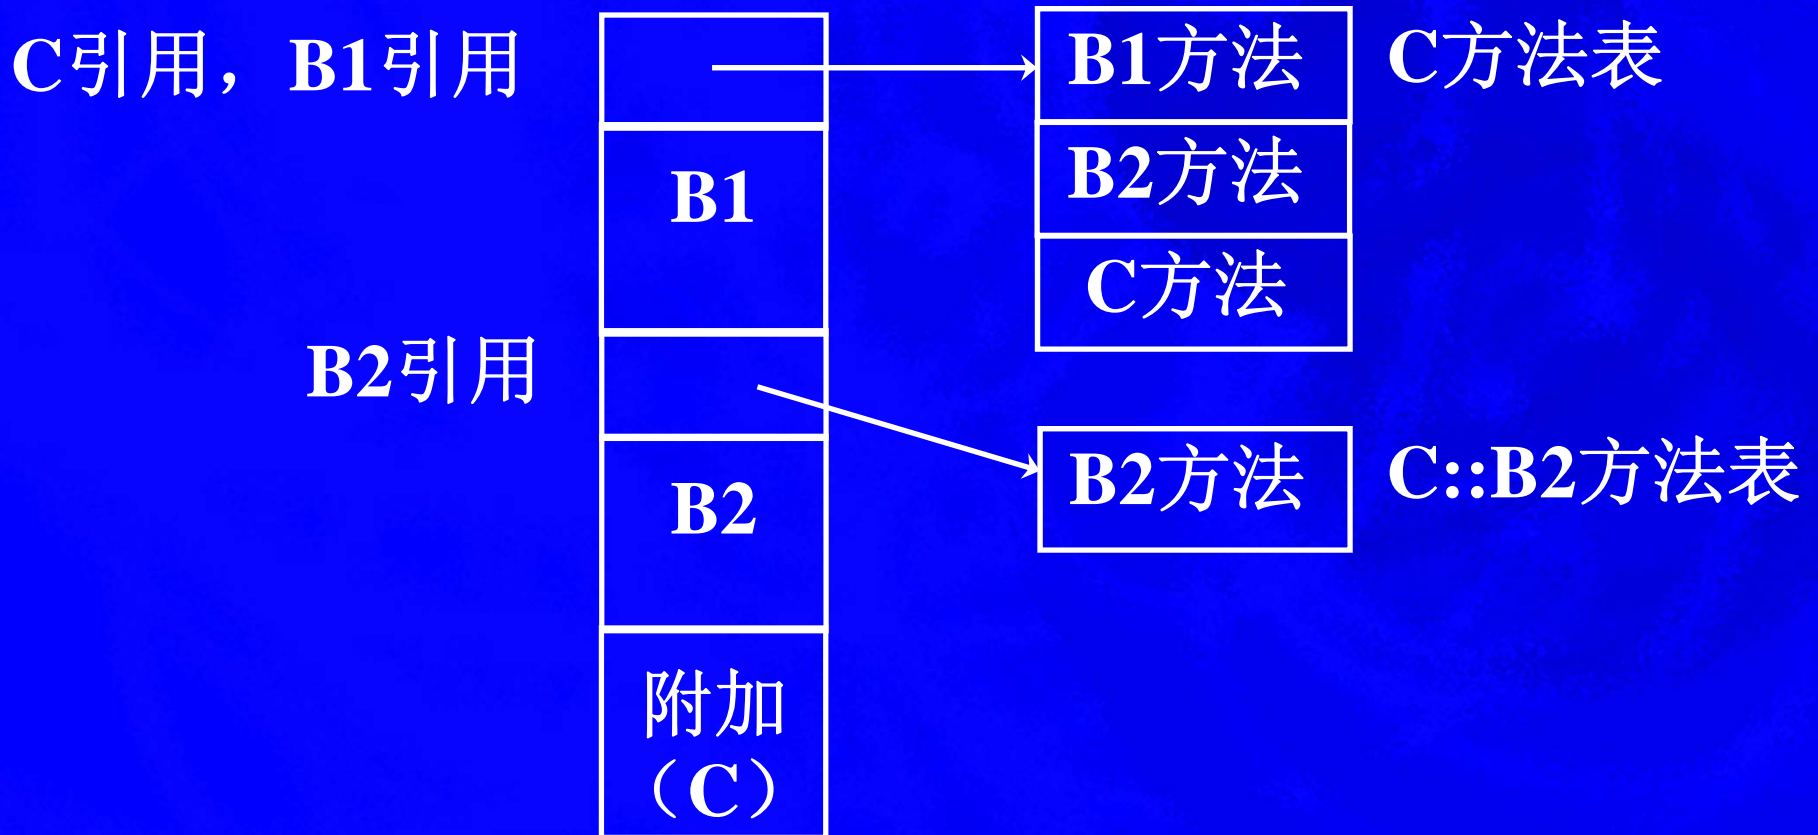 C引用，B1引用
B1
B2引用
B2
附加
（C）
B1方法
C方法表
B2方法
C方法
B2方法
C::B2方法表